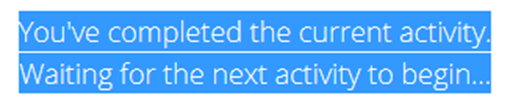 You've completed the current activity.
Waiting for the next activity to begin...